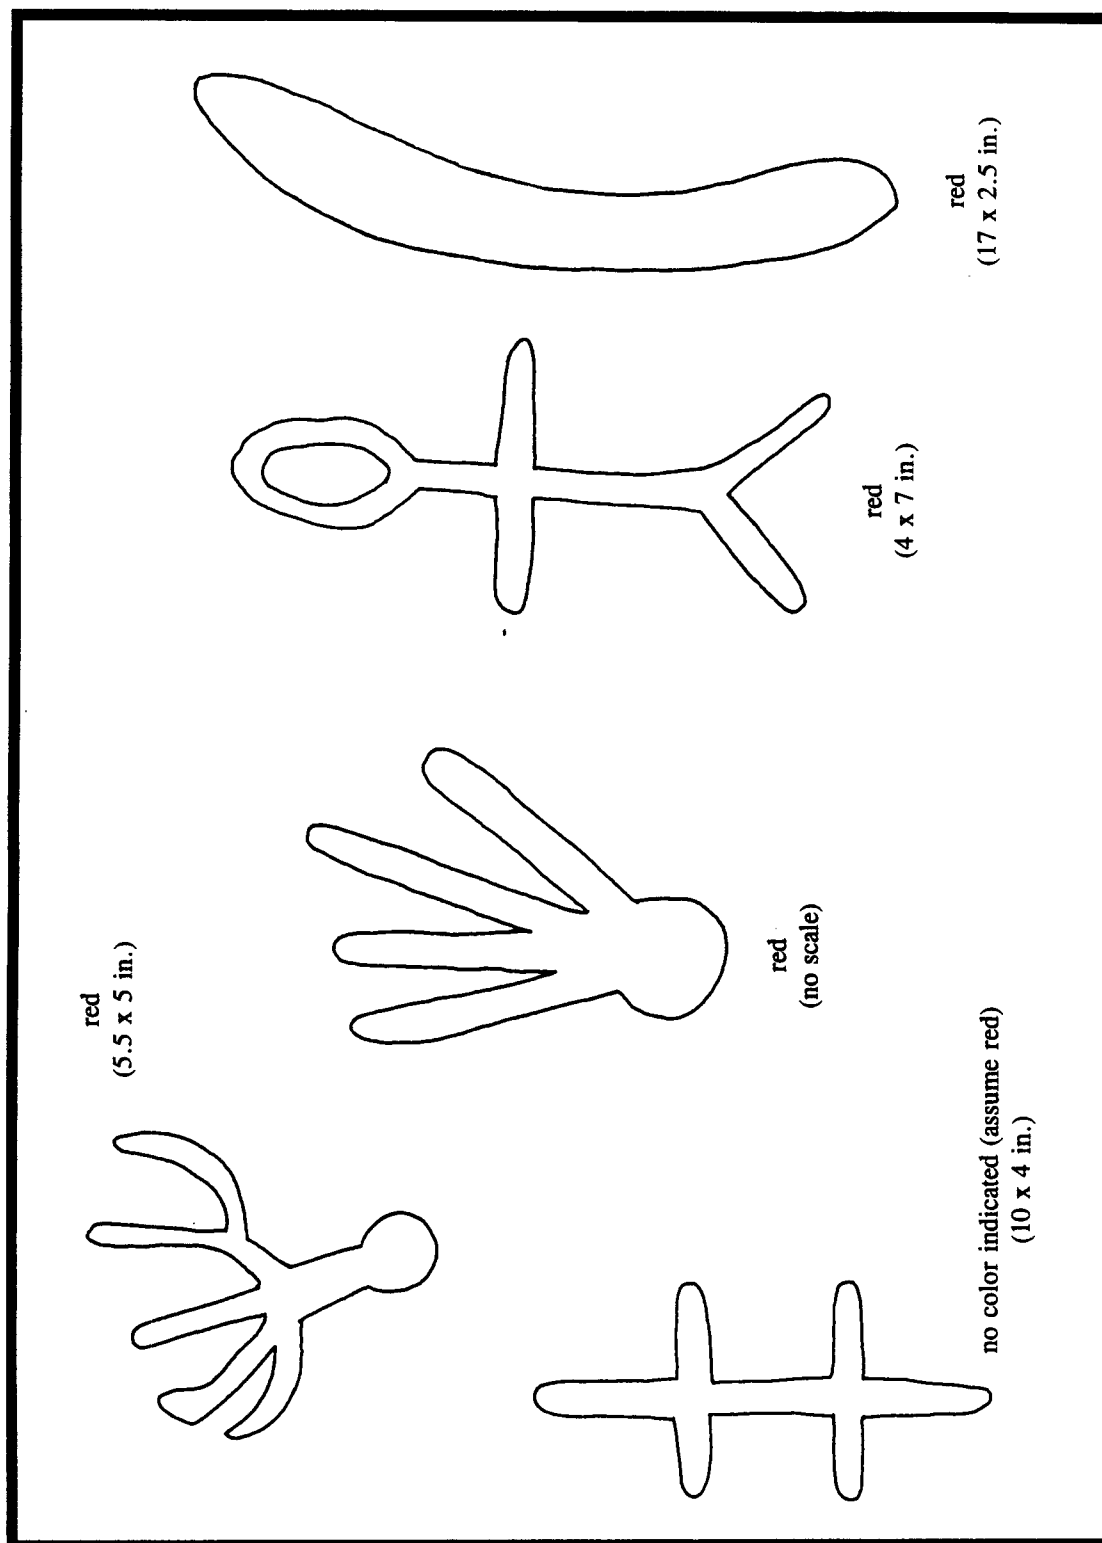 red
(5.5 x 5 in.)
no color indicated (assume red)
(10 x 4 in.)
red
(no scale)
red
(4 x 7 in.)
red
(17 x 2.5 in.)